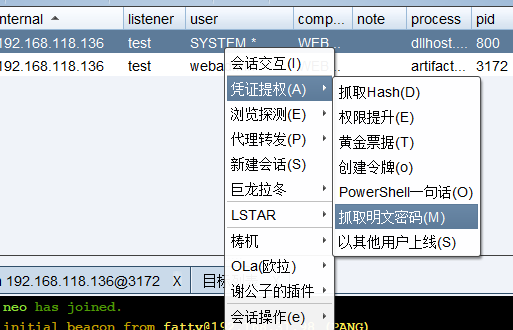 nternal listener user comp... note process pid
192.168.118.136 test SYSTEM * WEB... dllhost.... 800
192.168.118.136 test weba WEB... artifact... 3172
会话交互(I)
凭证提权(A)
浏览探测(E)
代理转发(P)
新建会话(S)
巨龙拉冬
LSTAR
梼杌
OLa(欧拉)
谢公子的插件
会话操作(e)
抓取Hash(D)
权限提升(E)
黄金票据(T)
创建令牌(o)
PowerShell一句话(O)
抓取明文密码(M)
以其他用户上线(S)
192.168.118.136@3172 X 目标
neo has joined.
initial beacon from fatty@19 PANG)